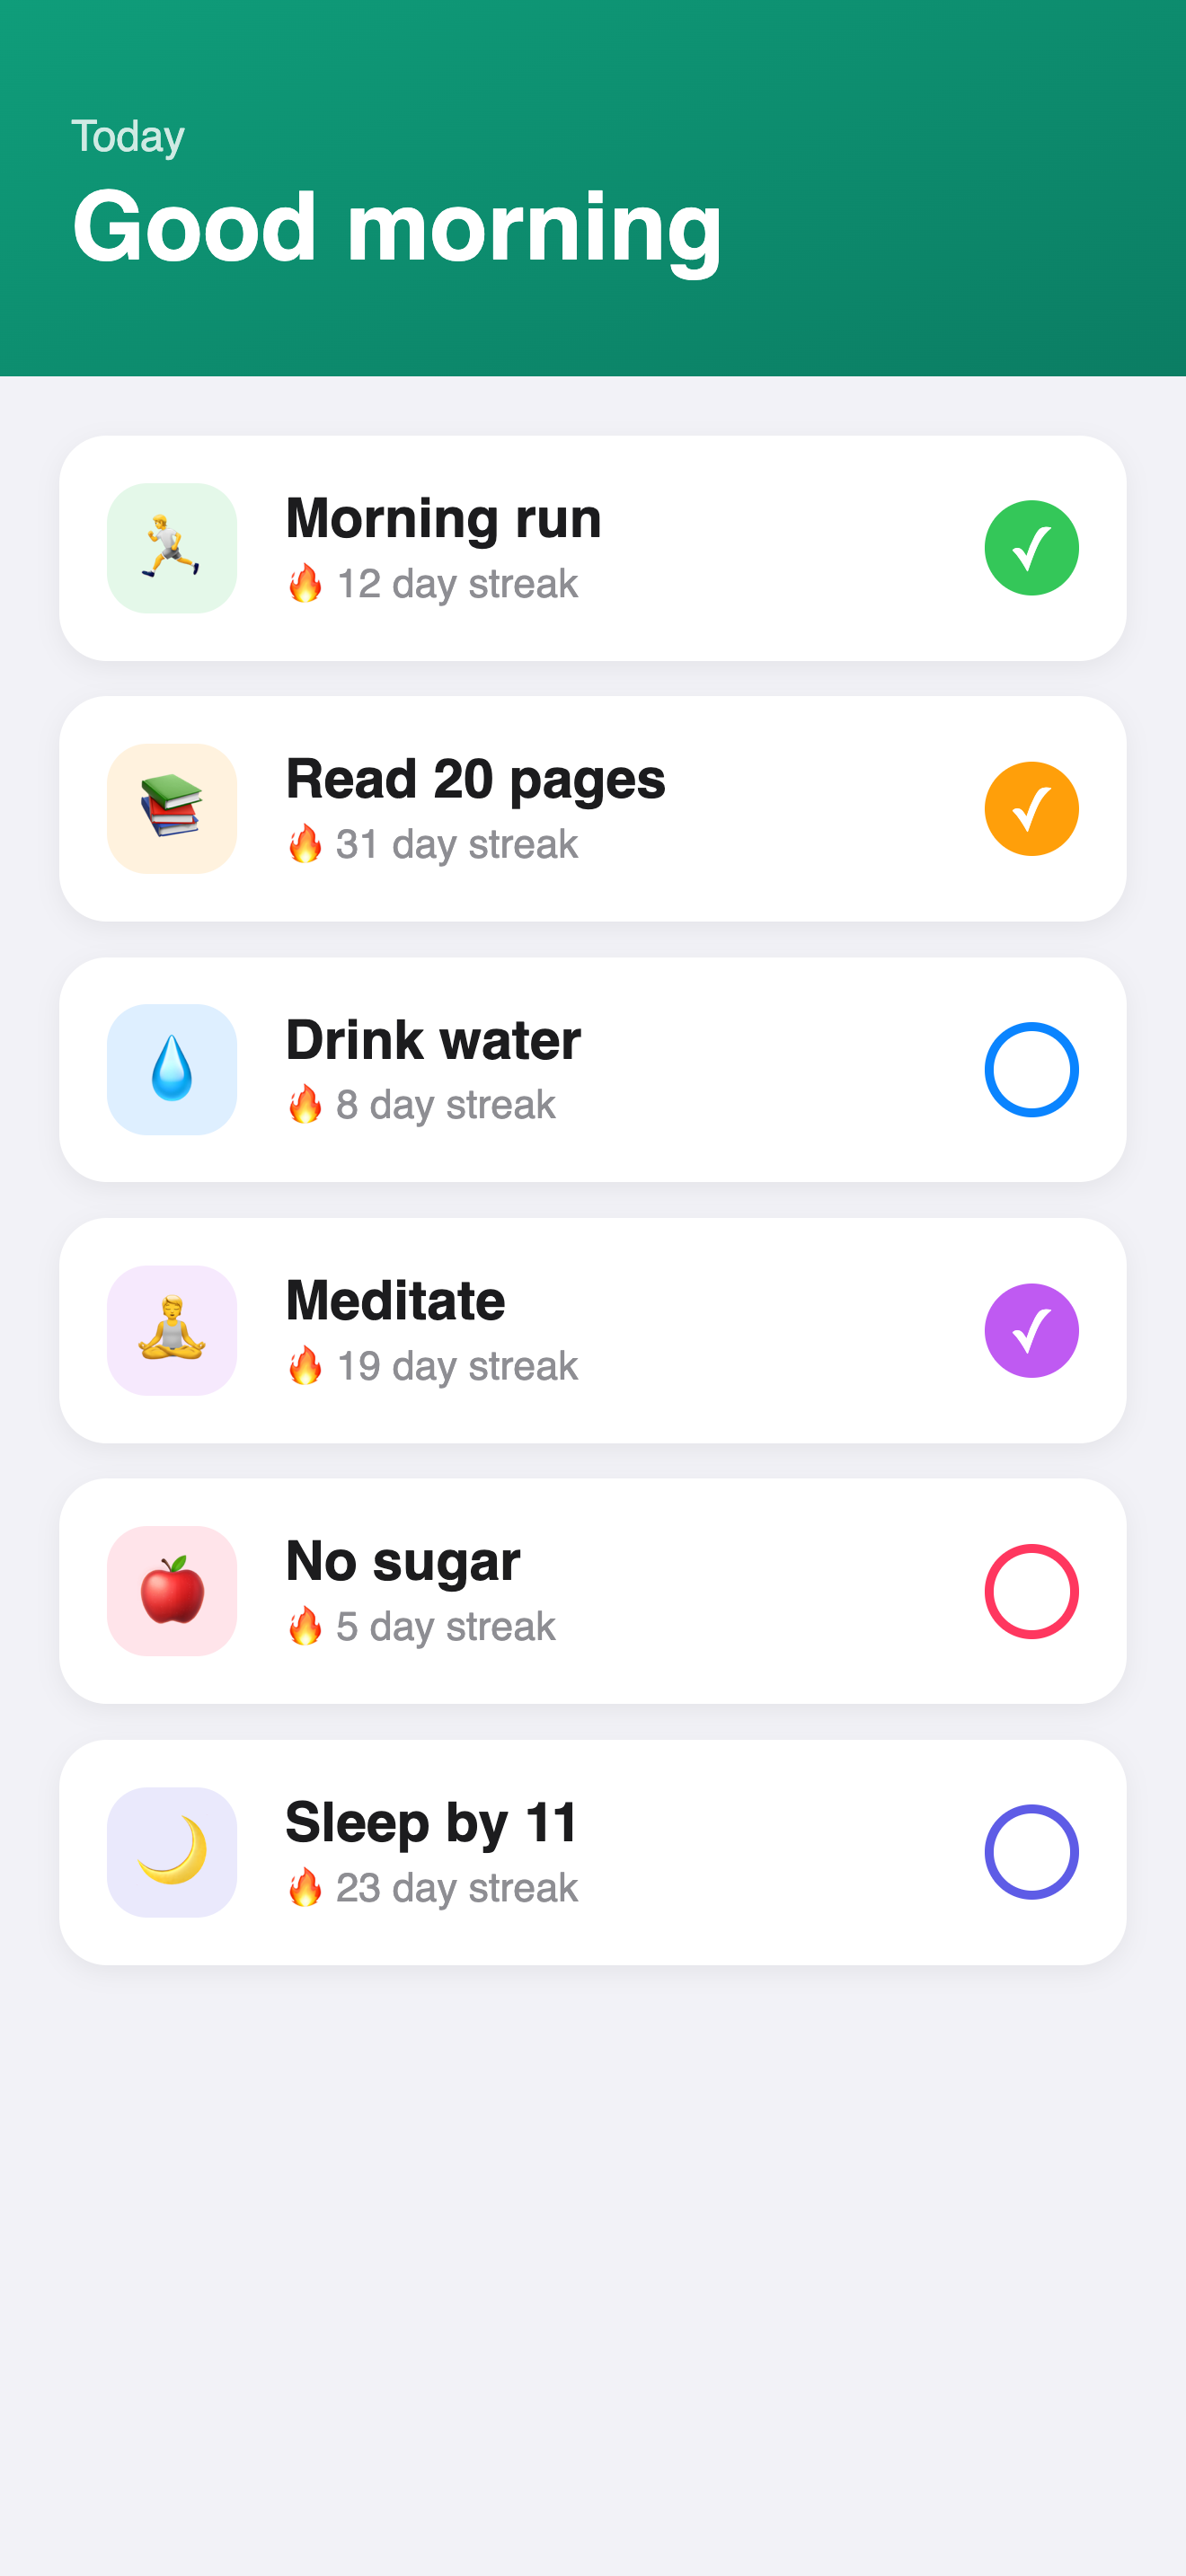 Today
Good morning
Morning run
🔥 12 day streak
Read 20 pages
🔥 31 day streak
Drink water
🔥 8 day streak
Meditate
🔥 19 day streak
No sugar
🔥 5 day streak
Sleep by 11
🔥 23 day streak